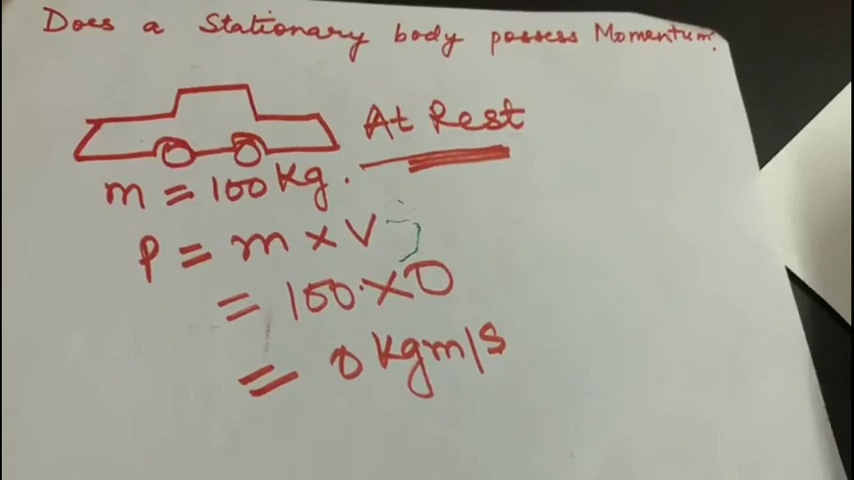 Does a Stationary body possess Momentum.
At Rest
m = 100 Kg.
P = m × V
= 100 × 0
= 0 Kgm/s